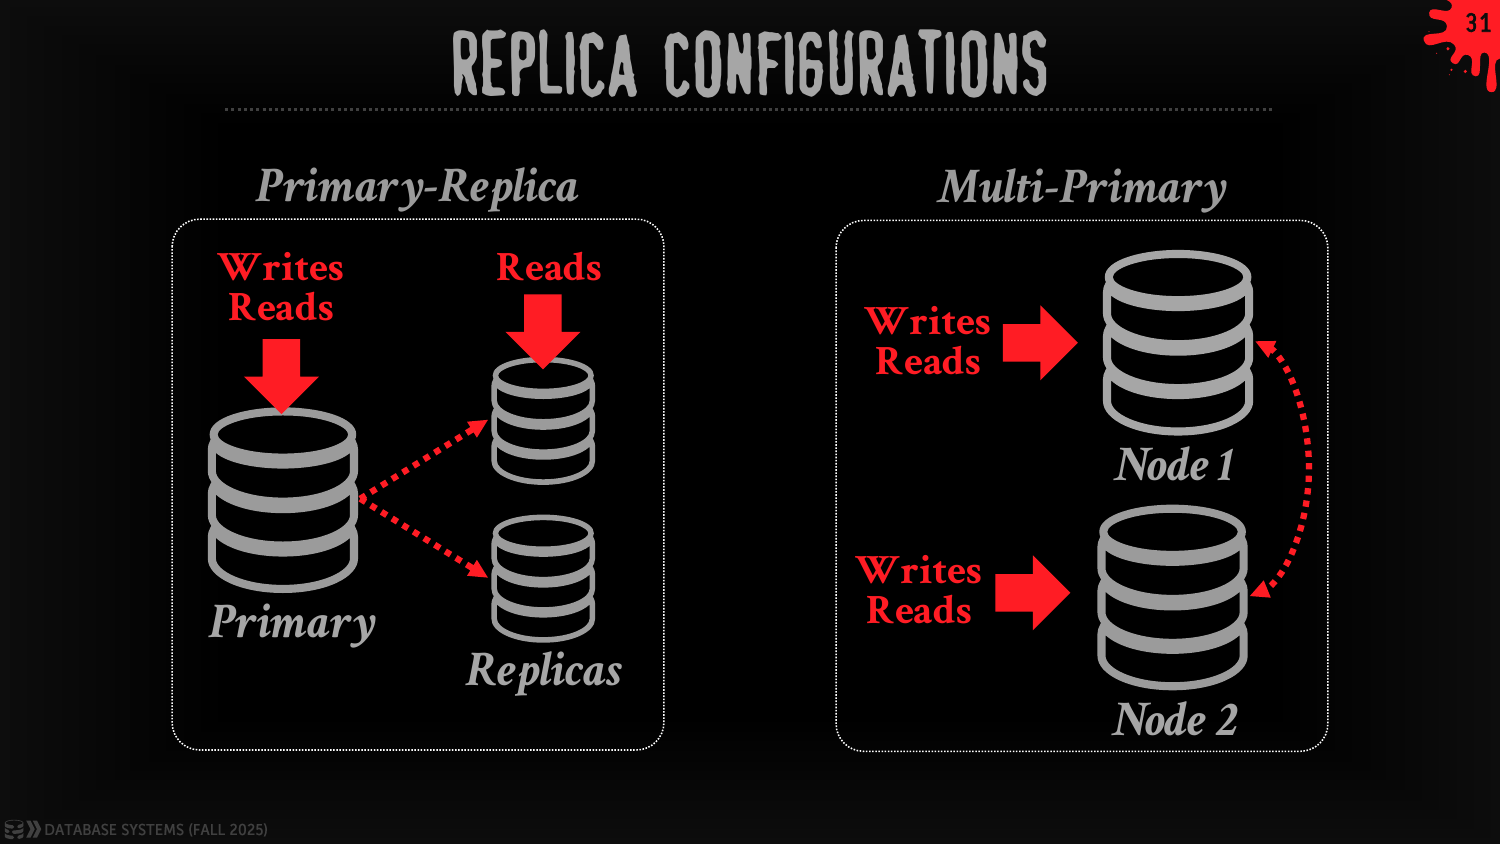 31
REPLICA CONFIGURATIONS
Primary-Replica
Writes
Reads
Reads
Primary
Replicas
Multi-Primary
Writes
Reads
Node 1
Writes
Reads
Node 2
DATABASE SYSTEMS (FALL 2025)